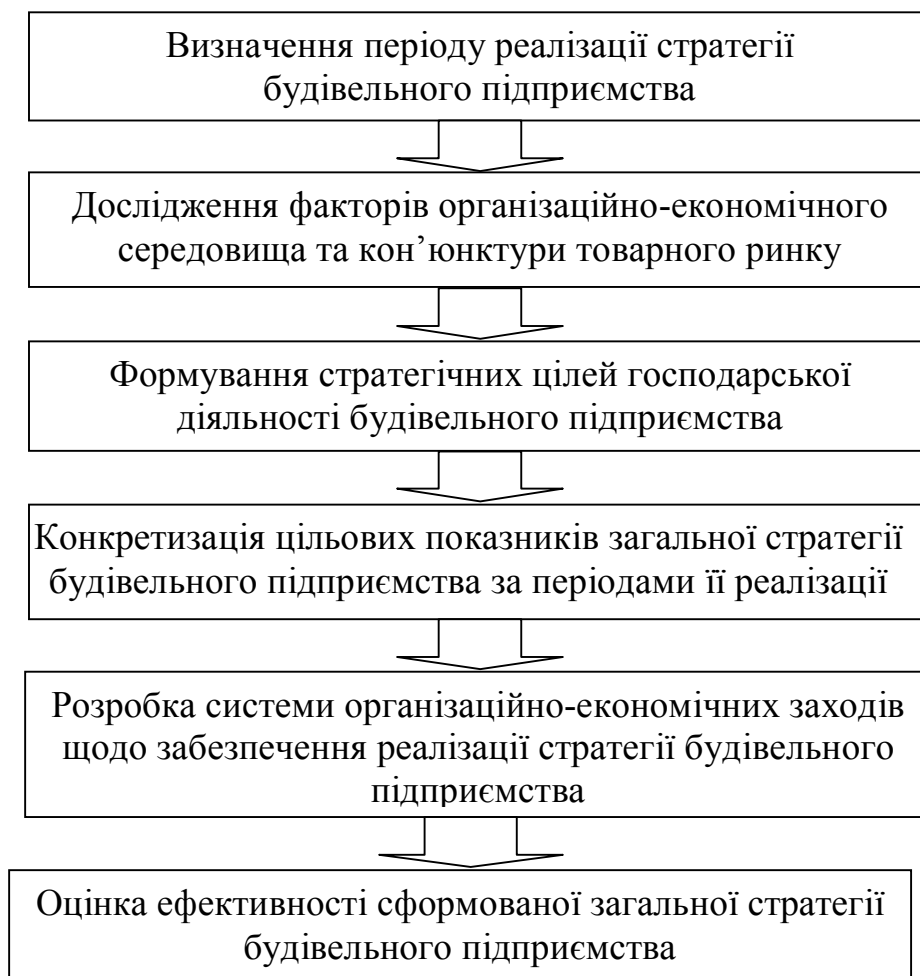 Визначення періоду реалізації стратегії
будівельного підприємства
Дослідження факторів організаційно-економічного
середовища та кон’юнктури товарного ринку
Формування стратегічних цілей господарської
діяльності будівельного підприємства
Конкретизація цільових показників загальної стратегії
будівельного підприємства за періодами її реалізації
Розробка системи організаційно-економічних заходів
щодо забезпечення реалізації стратегії будівельного
підприємства
Оцінка ефективності сформованої загальної стратегії
будівельного підприємства